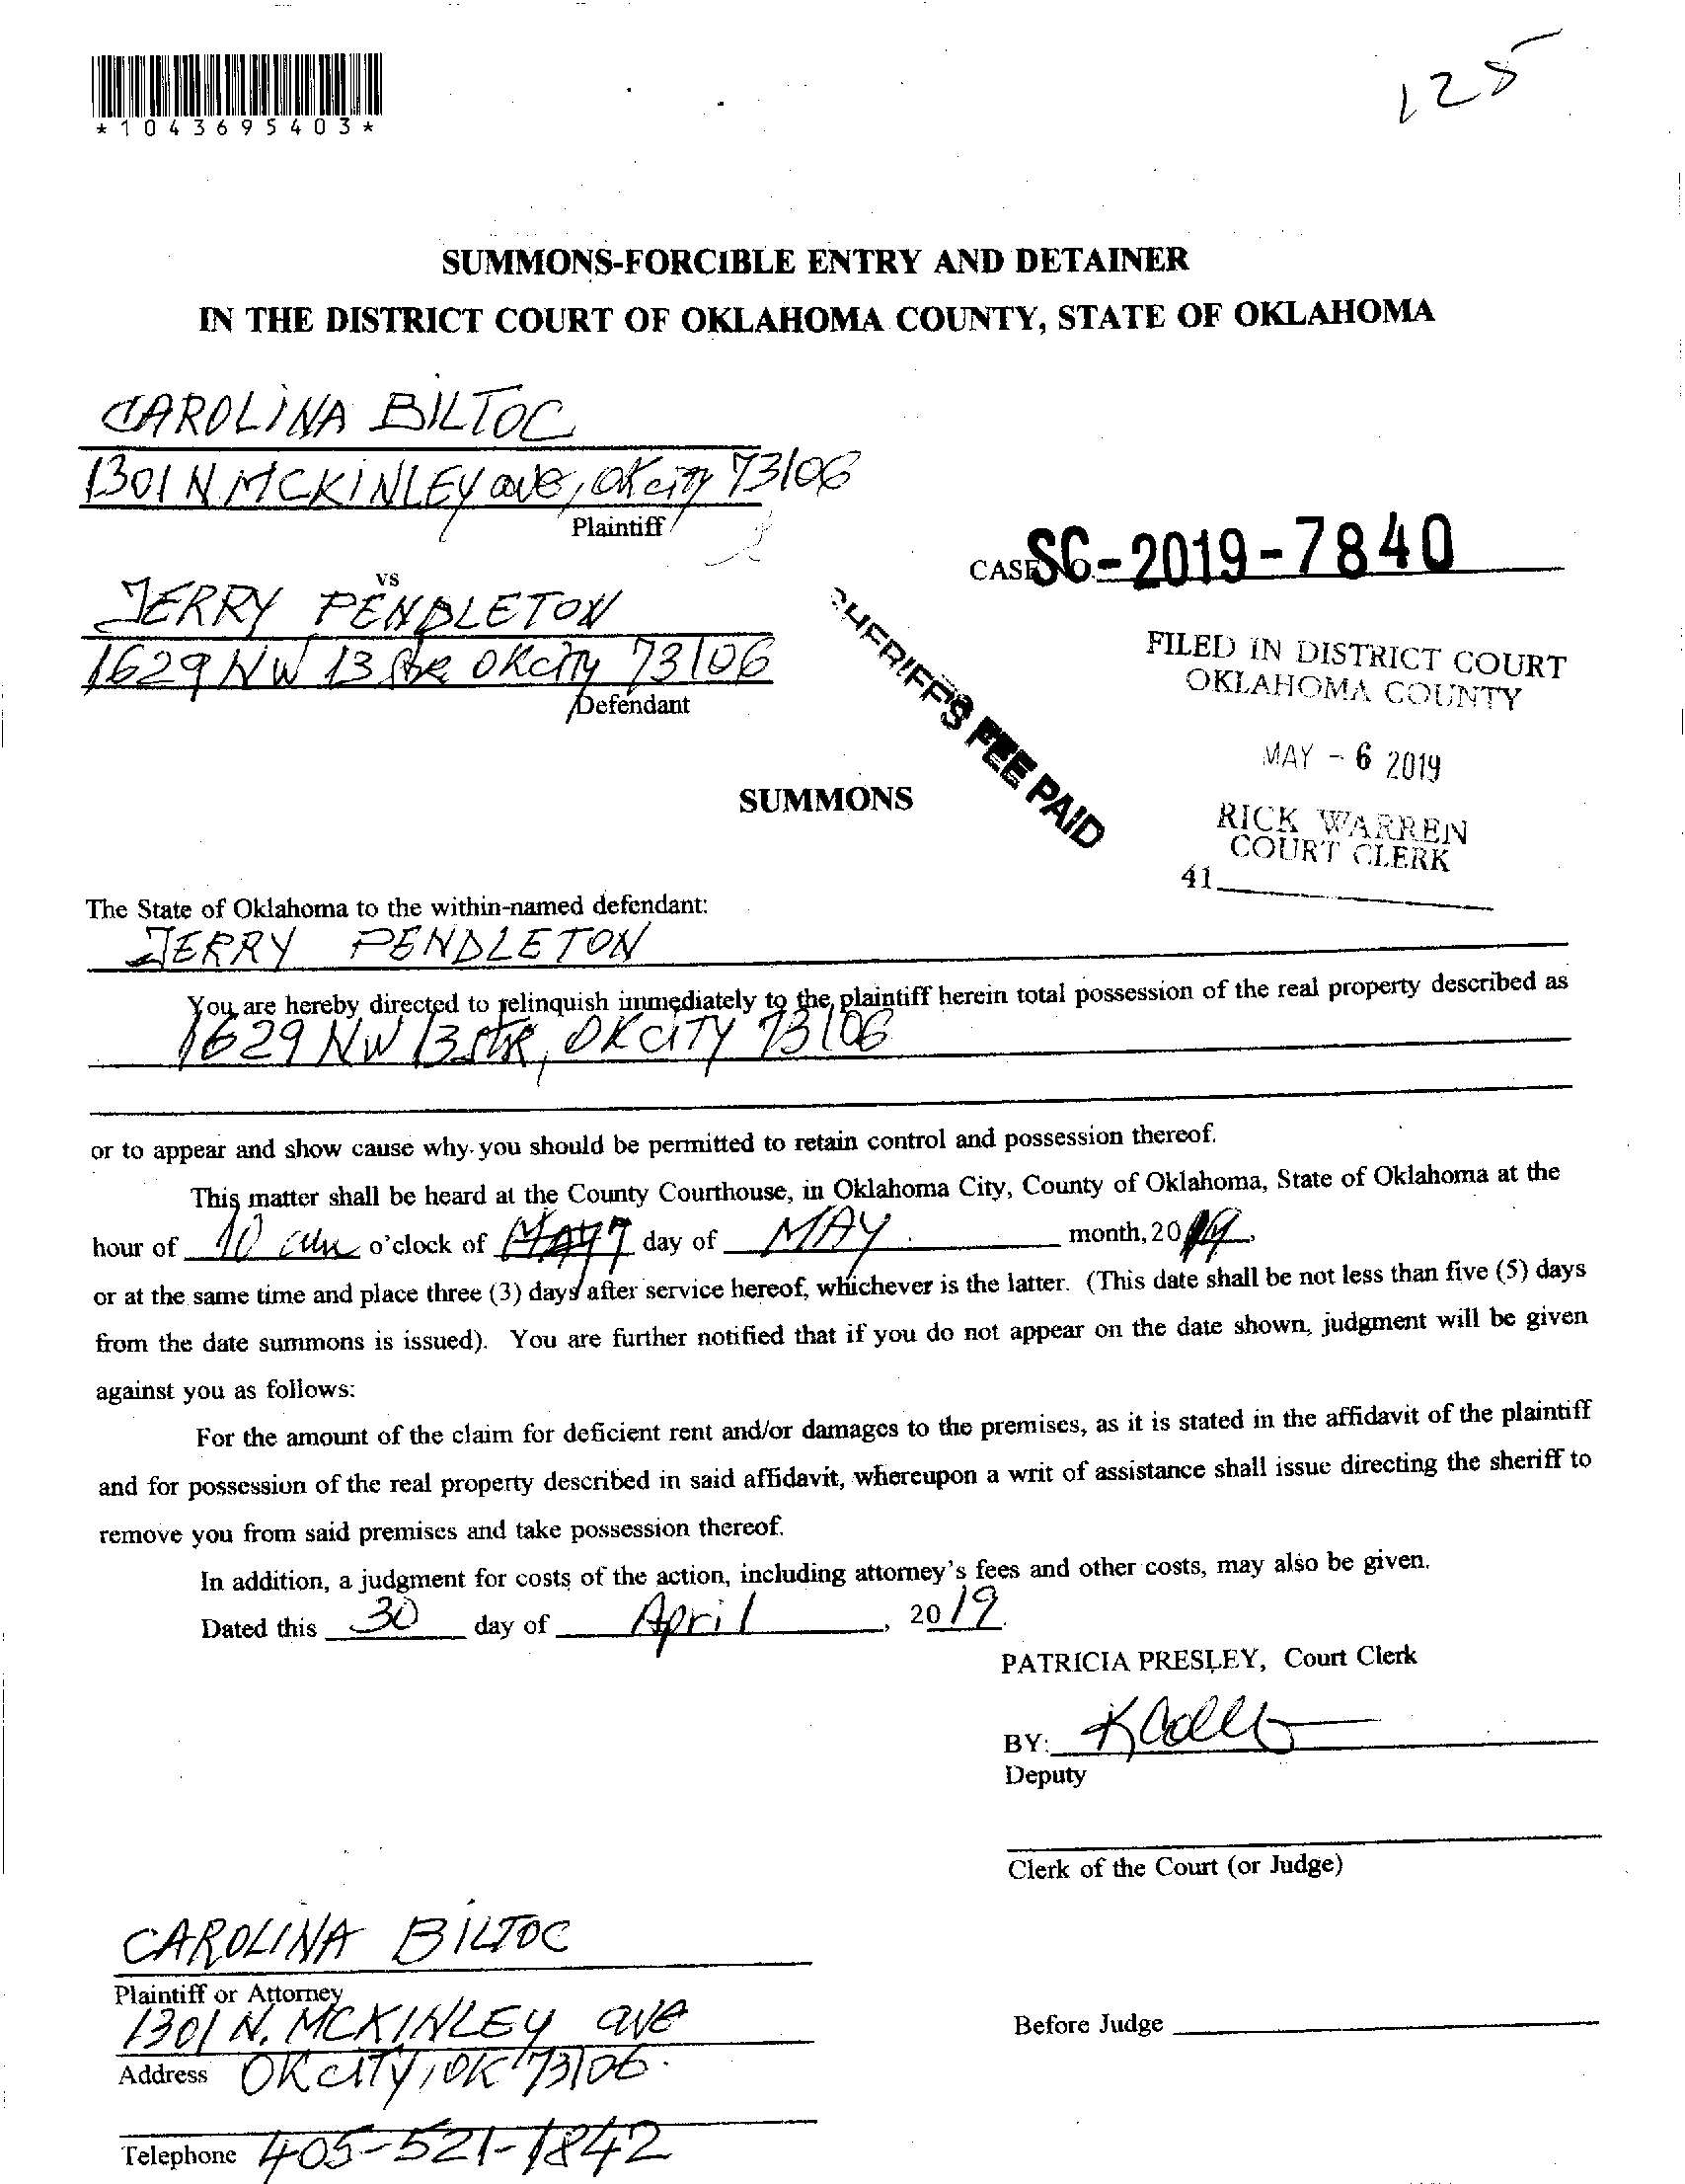 *1043695403*
125
SUMMONS-FORCIBLE ENTRY AND DETAINER
IN THE DISTRICT COURT OF OKLAHOMA COUNTY, STATE OF OKLAHOMA
CAROLINA BILTOC
1301 N MCKINLEY ave, OK city 73106
Plaintiff
vs
CASE NO. SC-2019-7840
JERRY PENDLETON
1629 NW 13 Str OKcity 73106
Defendant
SHERIFF'S FEE PAID
FILED IN DISTRICT COURT
OKLAHOMA COUNTY
MAY - 6 2019
RICK WARREN
COURT CLERK
41
SUMMONS
The State of Oklahoma to the within-named defendant:
JERRY PENDLETON
You are hereby directed to relinquish immediately to the plaintiff herein total possession of the real property described as
1629 NW 13 Str, OKCITY 73106
or to appear and show cause why you should be permitted to retain control and possession thereof.
This matter shall be heard at the County Courthouse, in Oklahoma City, County of Oklahoma, State of Oklahoma at the
hour of 10 am o'clock of day of MAY month, 2019,
or at the same time and place three (3) days after service hereof, whichever is the latter. (This date shall be not less than five (5) days
from the date summons is issued). You are further notified that if you do not appear on the date shown, judgment will be given
against you as follows:
For the amount of the claim for deficient rent and/or damages to the premises, as it is stated in the affidavit of the plaintiff
and for possession of the real property described in said affidavit, whereupon a writ of assistance shall issue directing the sheriff to
remove you from said premises and take possession thereof.
In addition, a judgment for costs of the action, including attorney's fees and other costs, may also be given.
Dated this 30 day of April, 2019.
PATRICIA PRESLEY, Court Clerk
BY:
Deputy
Clerk of the Court (or Judge)
CAROLINA BILTOC
Plaintiff or Attorney
1301 N. MCKINLEY ave
Address OKCITY, OK 73106.
Before Judge
Telephone 405-521-1842